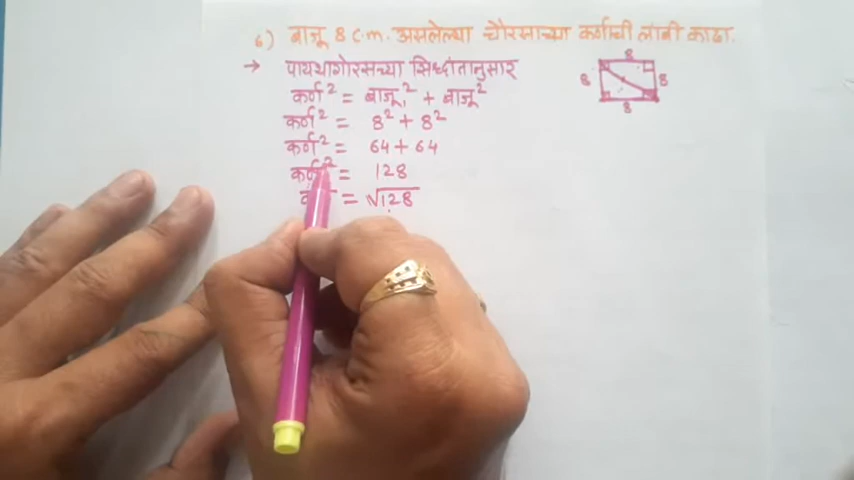 6) बाजू 8 c.m. असलेल्या चौरसाच्या कर्णाची लांबी काढा.
→ पायथागोरसच्या सिध्दांतानुसार
कर्ण² = बाजू² + बाजू²
कर्ण² = 8² + 8²
कर्ण² = 64 + 64
कर्ण² = 128
= √128
8
8
8
8